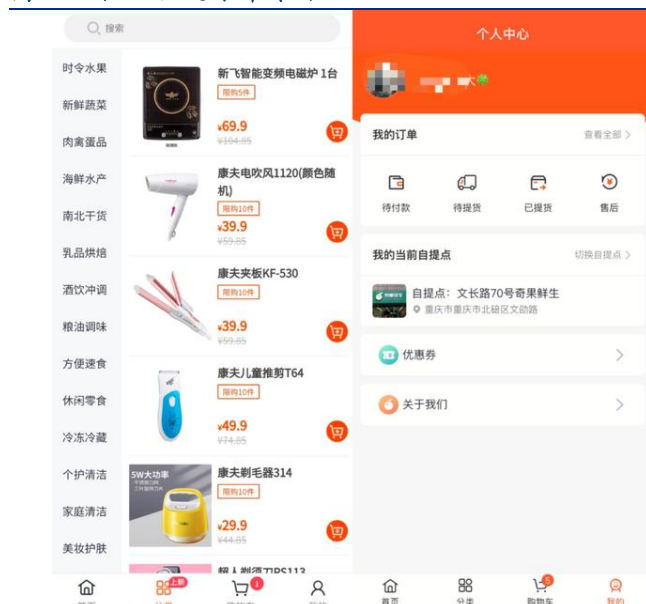 搜索
时令水果
新鲜蔬菜
肉禽蛋品
海鲜水产
南北干货
乳品烘焙
酒饮冲调
粮油调味
方便速食
休闲零食
冷冻冷藏
个护清洁
家庭清洁
美妆护肤
新飞智能变频电磁炉 1台
限购5件
¥69.9
¥104.85
康夫电吹风1120(颜色随
机)
限购10件
¥39.9
¥59.85
康夫夹板KF-530
限购10件
¥39.9
¥59.85
康夫儿童推剪T64
限购10件
¥49.9
¥74.85
5W大功率
康夫剃毛器314
限购10件
¥29.9
¥44.85
超人剃须刀PS113
上新
1
个人中心
我的订单
查看全部 >
待付款
待提货
已提货
售后
我的当前自提点
切换自提点 >
自提点：文长路70号奇果鲜生
重庆市重庆市北碚区文劭路
优惠券
关于我们
5
首页
分类
购物车
我的